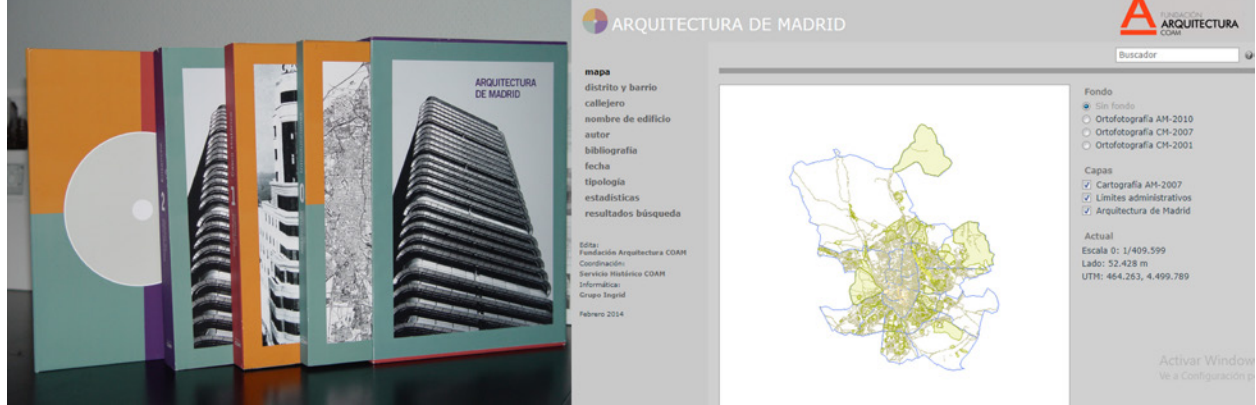 ARQUITECTURA
DE MADRID
2
1
0
ARQUITECTURA DE MADRID
FUNDACIÓN
ARQUITECTURA
COAM
Buscador
mapa
distrito y barrio
callejero
nombre de edificio
autor
bibliografía
fecha
tipología
estadísticas
resultados búsqueda
Edita:
Fundación Arquitectura COAM
Coordinación:
Servicio Histórico COAM
Informática:
Grupo Ingrid
Febrero 2014
Fondo
Sin fondo
Ortofotografía AM-2010
Ortofotografía CM-2007
Ortofotografía CM-2001
Capas
Cartografía AM-2007
Límites administrativos
Arquitectura de Madrid
Actual
Escala 0: 1/409.599
Lado: 52.428 m
UTM: 464.263, 4.499.789
Activar Window
Ve a Configuración p